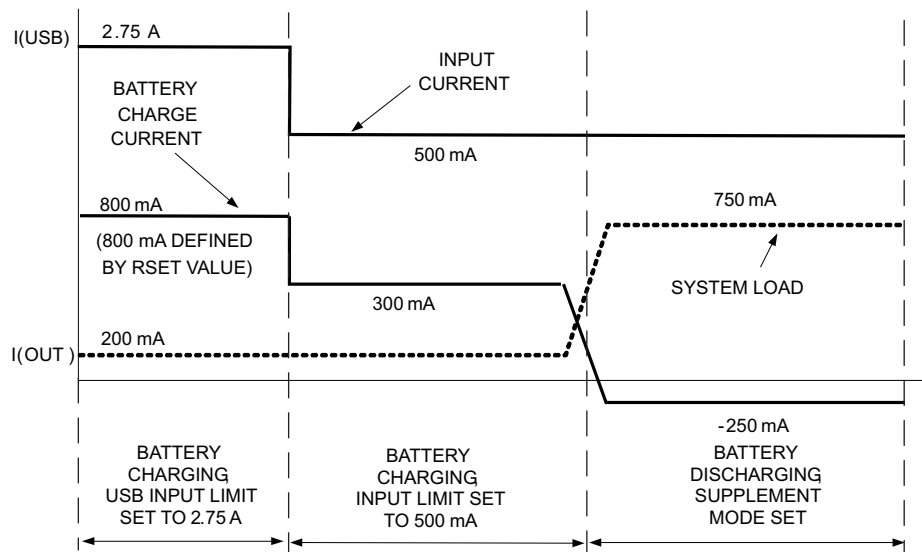 I(USB)
2.75 A
INPUT
CURRENT
BATTERY
CHARGE
CURRENT
500 mA
800 mA
(800 mA DEFINED
BY RSET VALUE)
750 mA
300 mA
SYSTEM LOAD
200 mA
I(OUT)
-250 mA
BATTERY
CHARGING,
USB INPUT LIMIT
SET TO 2.75 A
BATTERY
CHARGING,
INPUT LIMIT SET
TO 500 mA
BATTERY
DISCHARGING,
SUPPLEMENT
MODE SET